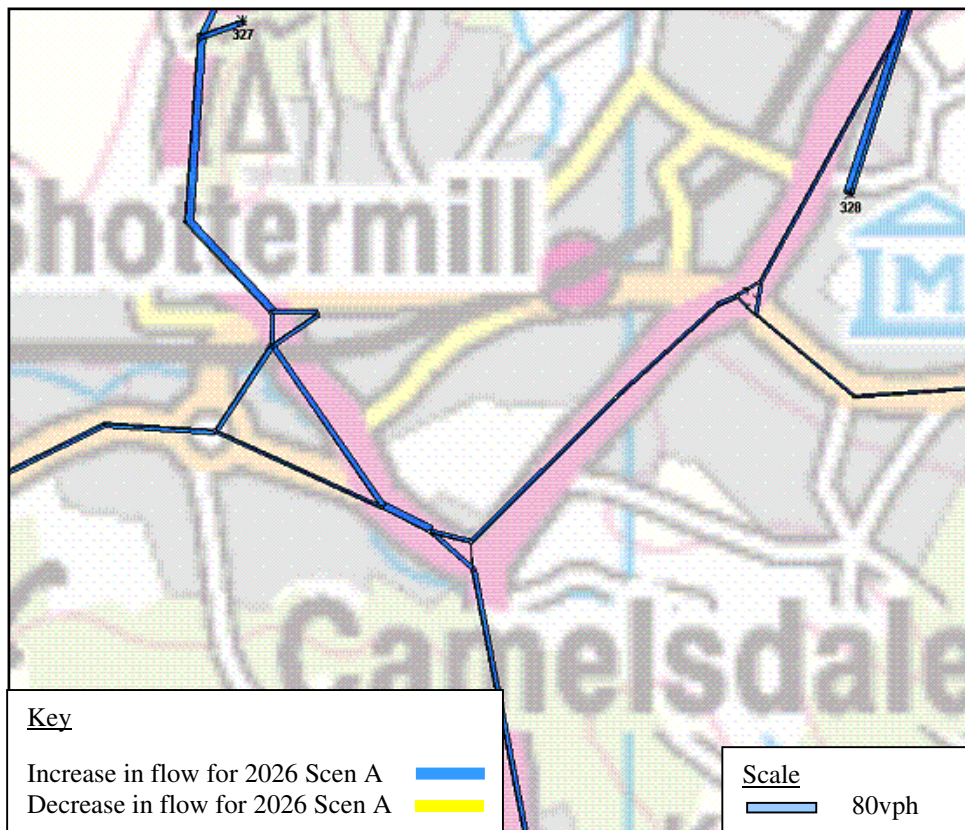 327
Shottermill
328
M
Camelsdale
Key
Increase in flow for 2026 Scen A
Decrease in flow for 2026 Scen A
Scale
80vph